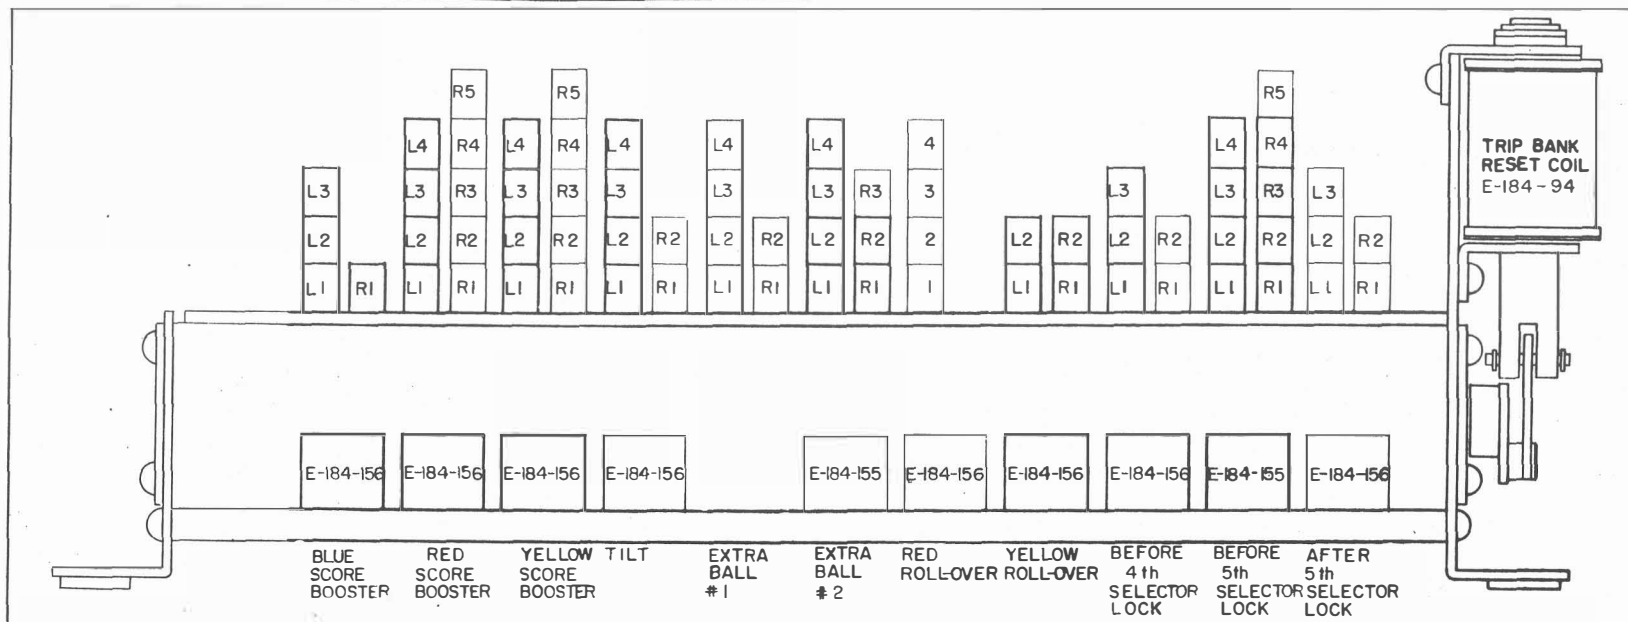 R5 R5 R5
L4 R4 L4 R4 L4 L4 L4 4 L4 R4
L3 L3 R3 L3 R3 L3 L3 L3 R3 3 L3 L3 R3 L3
L2 L2 R2 L2 R2 L2 R2 L2 R2 L2 R2 2 L2 R2 L2 R2 L2 R2 L2 R2
L1 R1 L1 R1 L1 R1 L1 R1 L1 R1 L1 R1 1 L1 R1 L1 R1 L1 R1 L1 R1
TRIP BANK
RESET COIL
E-184-94
E-184-156 E-184-156 E-184-156 E-184-156 E-184-155 E-184-156 E-184-156 E-184-156 E-184-155 E-184-156
BLUE
SCORE
BOOSTER
RED
SCORE
BOOSTER
YELLOW
SCORE
BOOSTER
TILT
EXTRA
BALL
#1
EXTRA
BALL
#2
RED
ROLL-OVER
YELLOW
ROLL-OVER
BEFORE
4th
SELECTOR
LOCK
BEFORE
5th
SELECTOR
LOCK
AFTER
5th
SELECTOR
LOCK